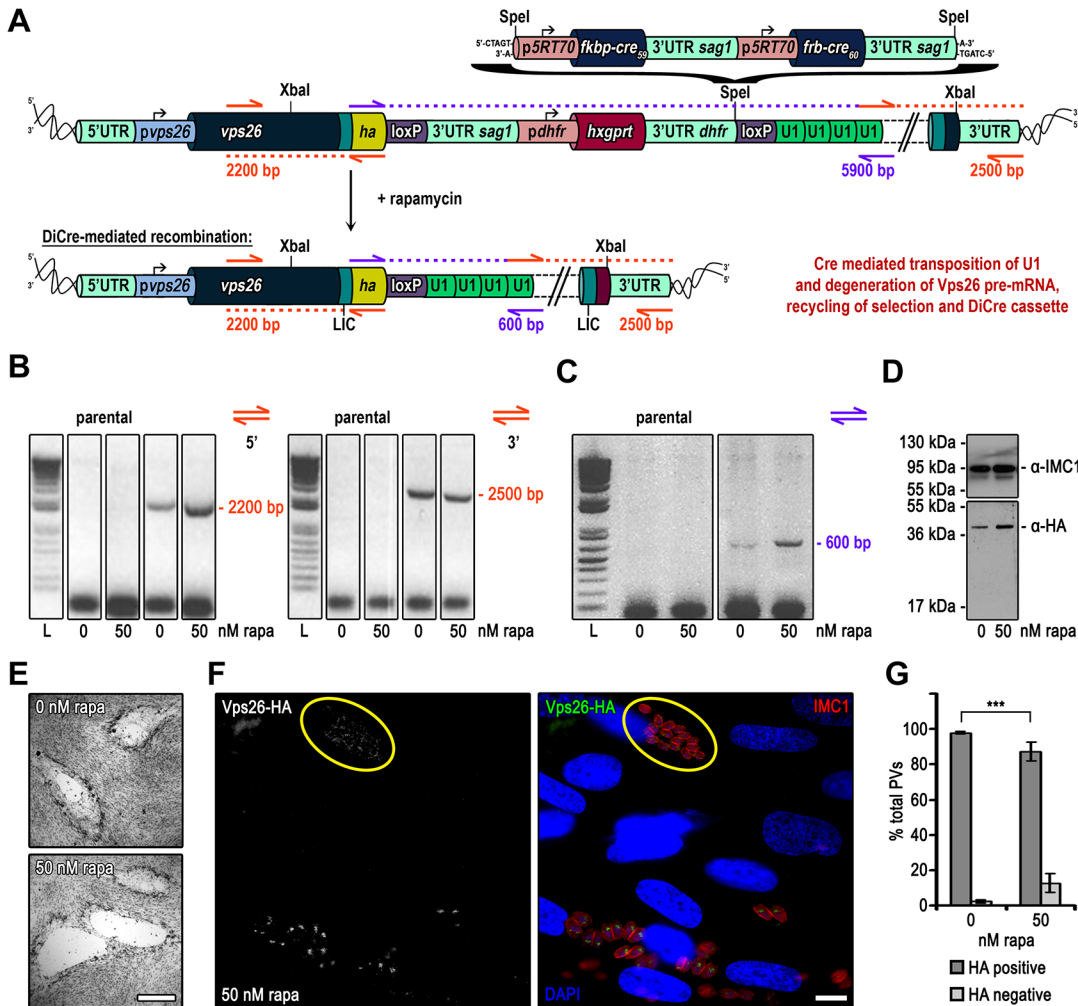 A
SpeI
SpeI
5'-CTAGT
3'-A-
p5RT70
fkbp-cre59
3'UTR sag1
p5RT70
frb-cre60
3'UTR sag1
-A-3'
-TGATC-5'
XbaI
SpeI
XbaI
5'
3'
5'UTR
pvps26
vps26
ha
loxP
3'UTR sag1
pdhfr
hxgprt
3'UTR dhfr
loxP
U1
U1
U1
U1
3'UTR
3'
5'
2200 bp
5900 bp
2500 bp
+ rapamycin
DiCre-mediated recombination:
XbaI
XbaI
5'
3'
5'UTR
pvps26
vps26
ha
loxP
U1
U1
U1
U1
3'UTR
3'
5'
2200 bp
LIC
600 bp
LIC
2500 bp
Cre mediated transposition of U1
and degeneration of Vps26 pre-mRNA,
recycling of selection and DiCre cassette
B
parental
5’
parental
3’
- 2200 bp
- 2500 bp
L
0
50
0
50
nM rapa
L
0
50
0
50
nM rapa
C
parental
- 600 bp
L
0
50
0
50
nM rapa
D
130 kDa -
95 kDa -
55 kDa -
55 kDa -
36 kDa -
17 kDa -
- α-IMC1
- α-HA
0
50
nM rapa
E
0 nM rapa
50 nM rapa
F
Vps26-HA
50 nM rapa
Vps26-HA
IMC1
DAPI
G
% total PVs
100
80
60
40
20
0
***
0
50
nM rapa
HA positive
HA negative